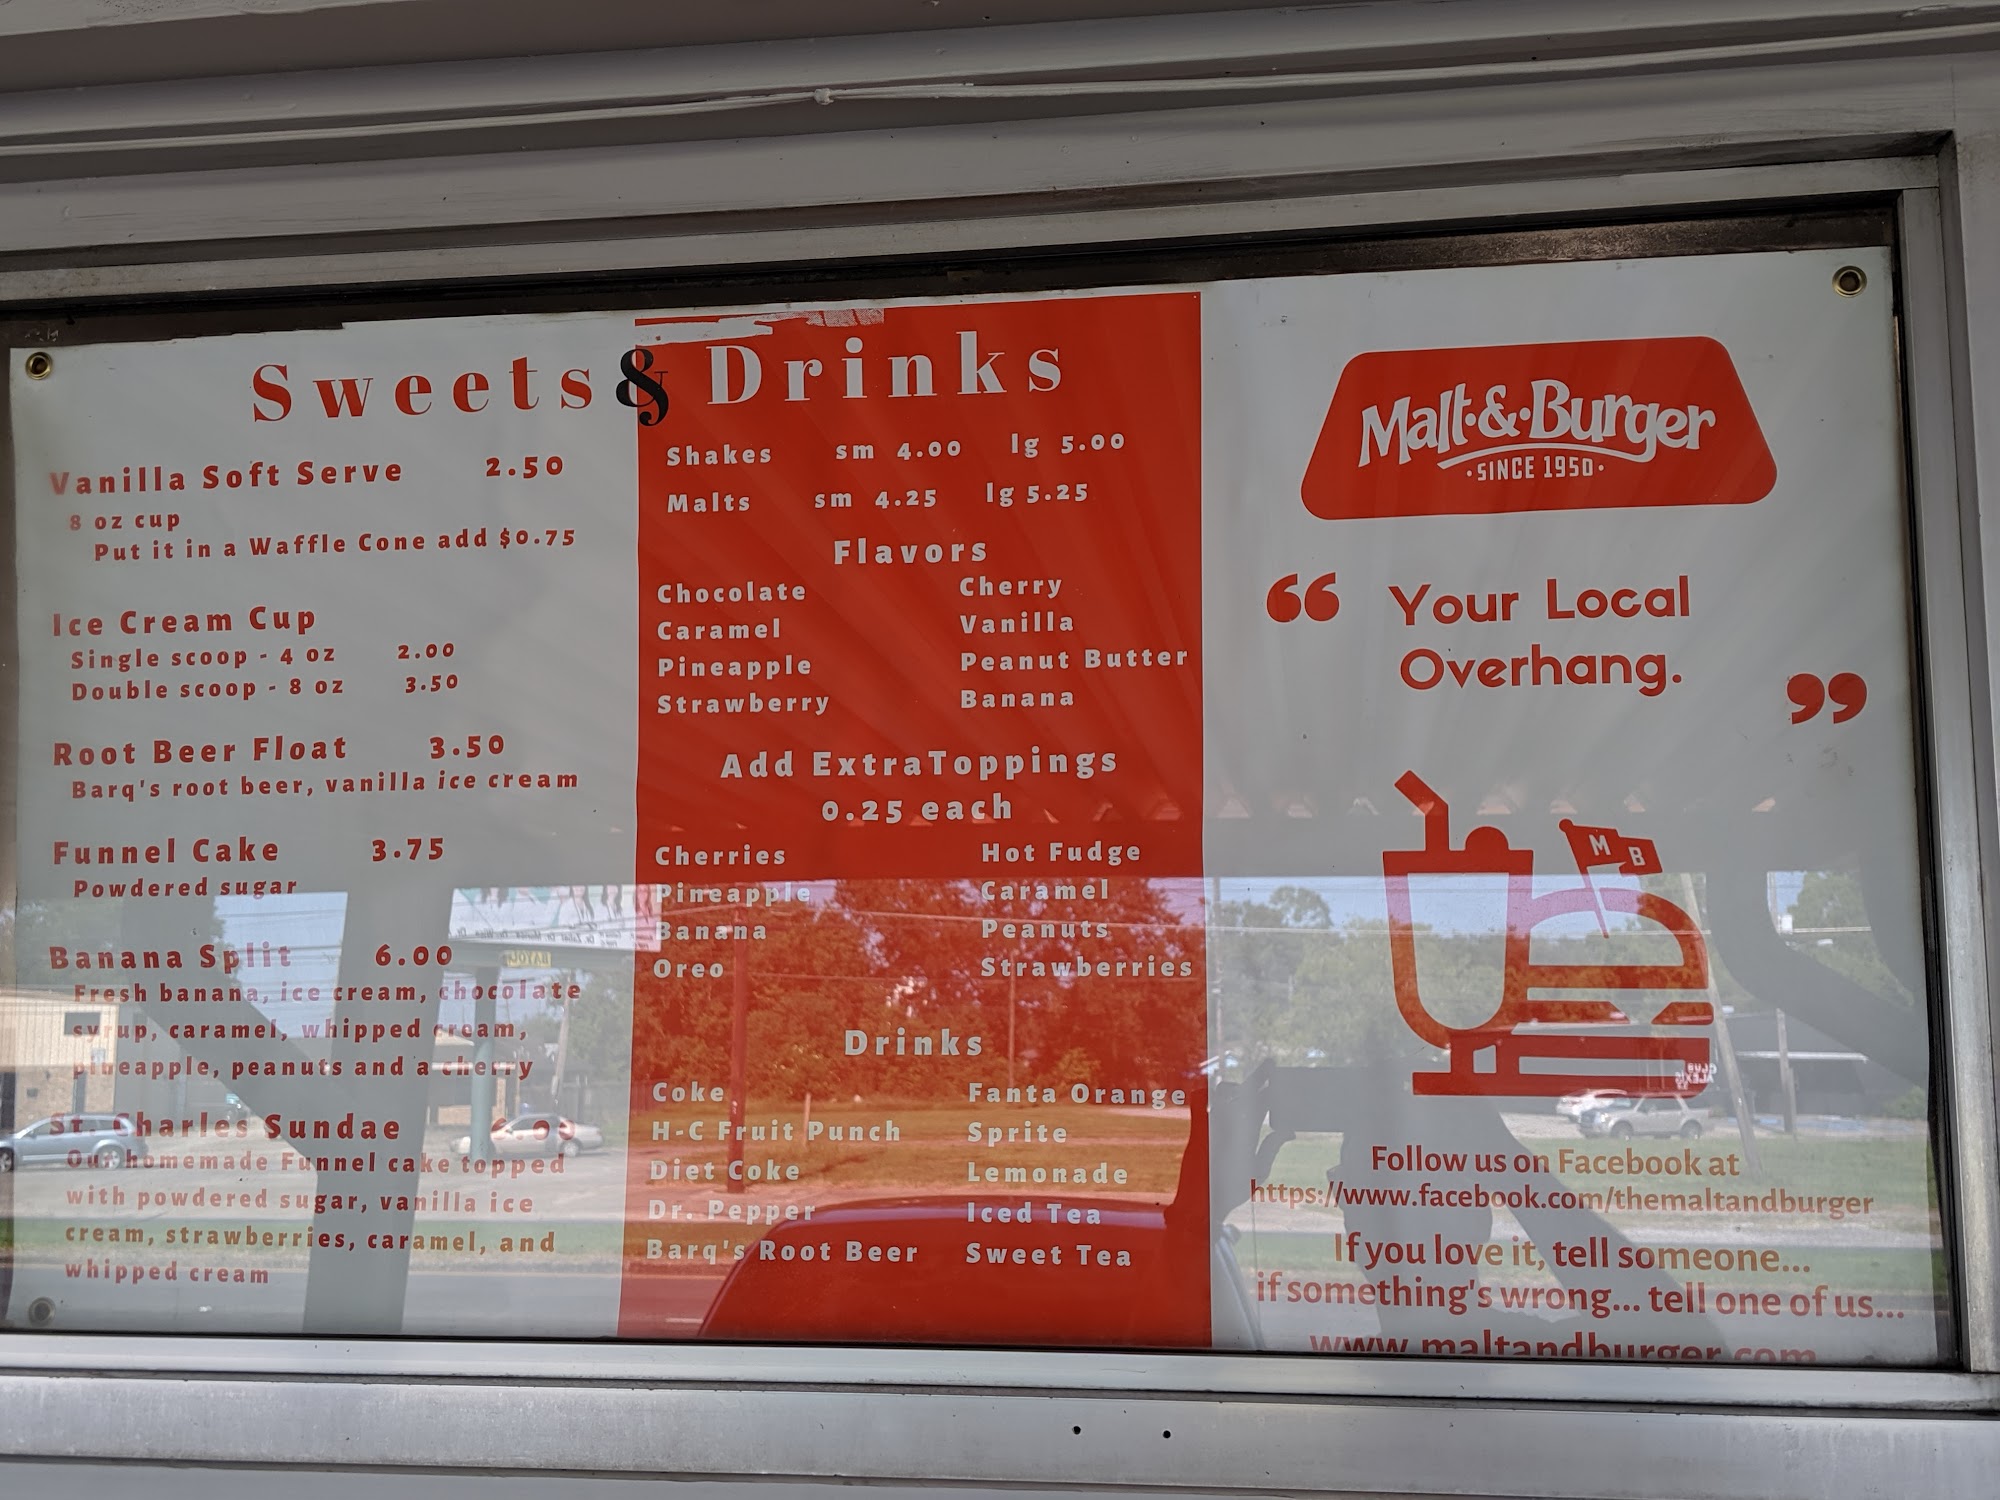 Sweets & Drinks
Vanilla Soft Serve 2.50
8 oz cup
Put it in a Waffle Cone add $0.75
Ice Cream Cup
Single scoop - 4 oz 2.00
Double scoop - 8 oz 3.50
Root Beer Float 3.50
Barq's root beer, vanilla ice cream
Funnel Cake 3.75
Powdered sugar
Banana Split 6.00
Fresh banana, ice cream, chocolate
syrup, caramel, whipped cream,
pineapple, peanuts and a cherry
St. Charles Sundae 6.00
Our homemade Funnel cake topped
with powdered sugar, vanilla ice
cream, strawberries, caramel, and
whipped cream
Shakes sm 4.00 lg 5.00
Malts sm 4.25 lg 5.25
Flavors
Chocolate Cherry
Caramel Vanilla
Pineapple Peanut Butter
Strawberry Banana
Add ExtraToppings
0.25 each
Cherries Hot Fudge
Pineapple Caramel
Banana Peanuts
Oreo Strawberries
Drinks
Coke Fanta Orange
H-C Fruit Punch Sprite
Diet Coke Lemonade
Dr. Pepper Iced Tea
Barq's Root Beer Sweet Tea
Malt·&·Burger
·SINCE 1950·
“ Your Local
Overhang. ”
M B
Follow us on Facebook at
https://www.facebook.com/themaltandburger
If you love it, tell someone...
if something's wrong... tell one of us...
www.maltandburger.com